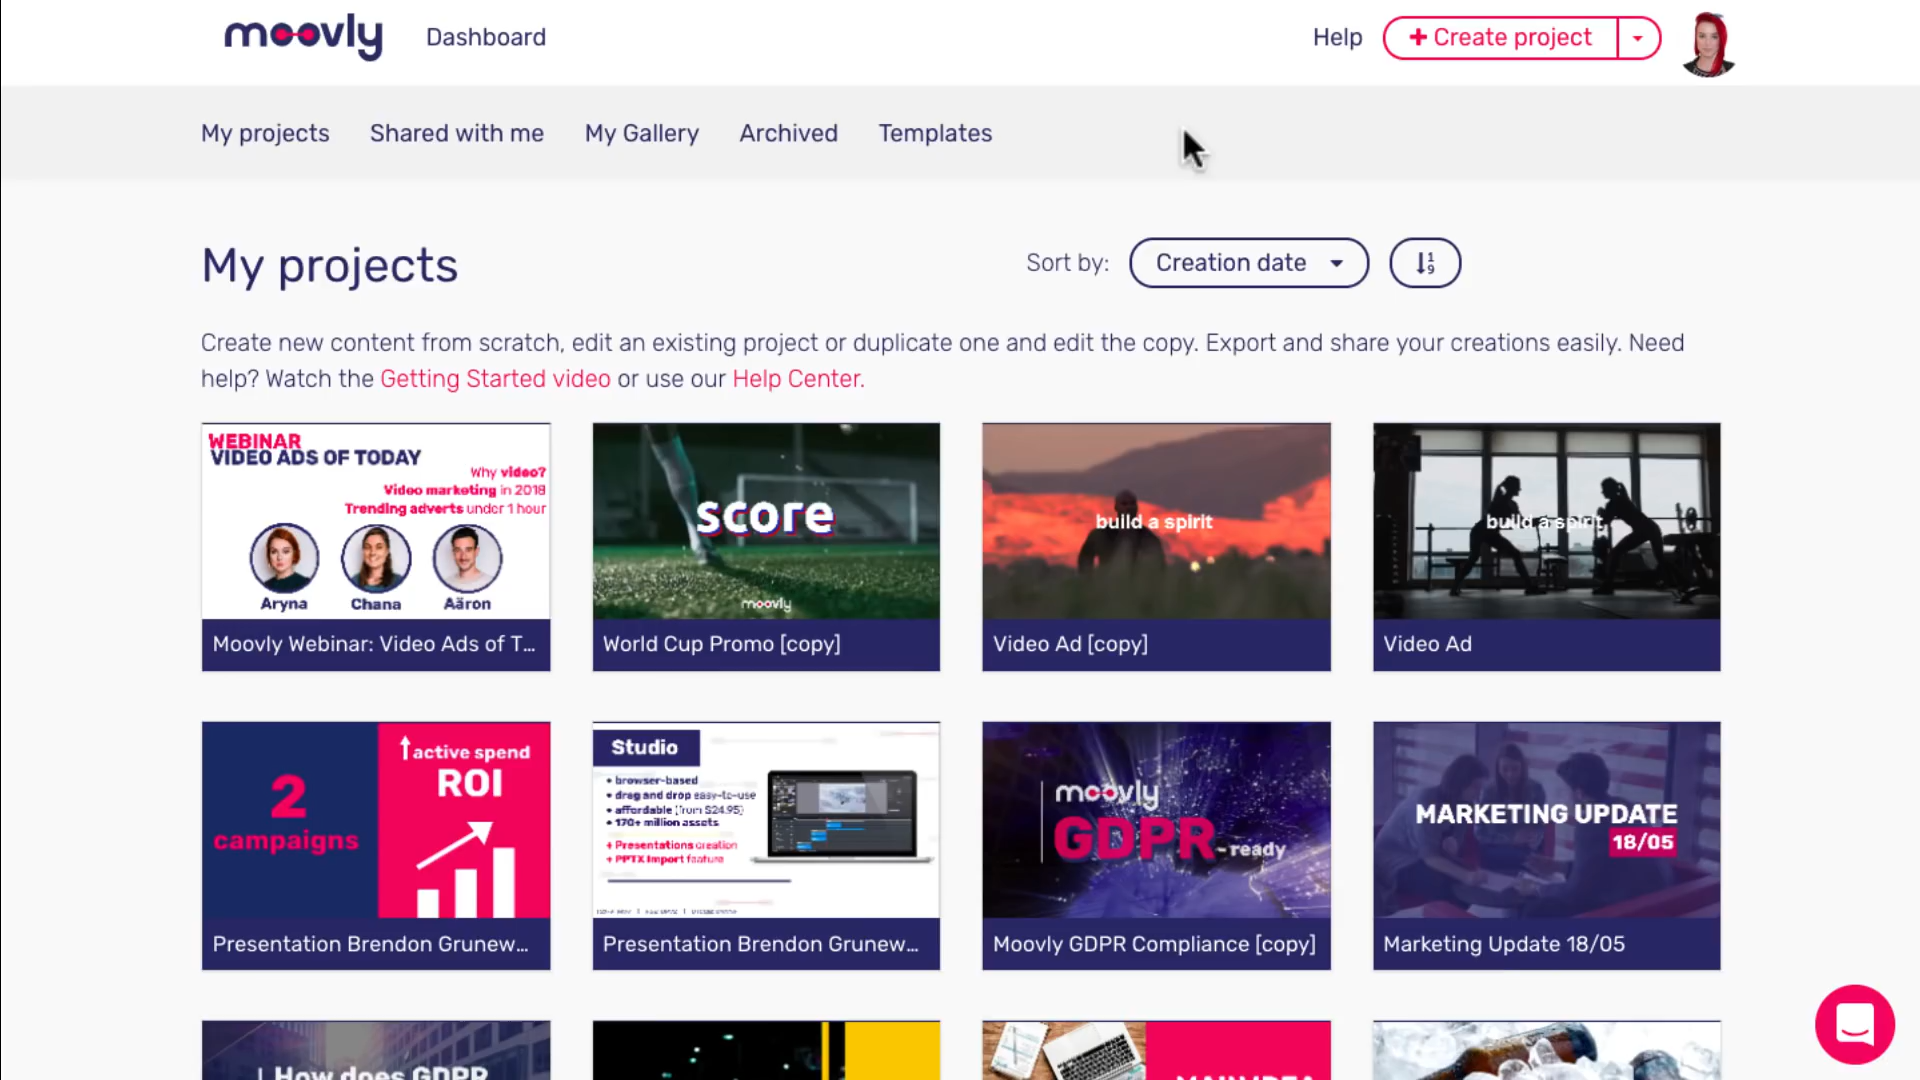 moovly
Dashboard
Help
Create project
My projects
Shared with me
My Gallery
Archived
Templates
My projects
Sort by:
Creation date
Create new content from scratch, edit an existing project or duplicate one and edit the copy. Export and share your creations easily. Need
help? Watch the Getting Started video or use our Help Center.
WEBINAR
VIDEO ADS OF TODAY
Why video?
Video marketing in 2018
Trending adverts under 1 hour
Aryna
Chana
Aäron
Moovly Webinar: Video Ads of T...
score
moovly
World Cup Promo [copy]
build a spirit
Video Ad [copy]
build a spirit
Video Ad
2
campaigns
active spend
ROI
Presentation Brendon Grunew...
Studio
• browser-based
• drag and drop easy-to-use
• affordable (from $24.95)
• 170+ million assets
+ Presentations creation
+ PPTX Import feature
Presentation Brendon Grunew...
moovly
GDPR-ready
Moovly GDPR Compliance [copy]
MARKETING UPDATE
18/05
Marketing Update 18/05
How does GDPR